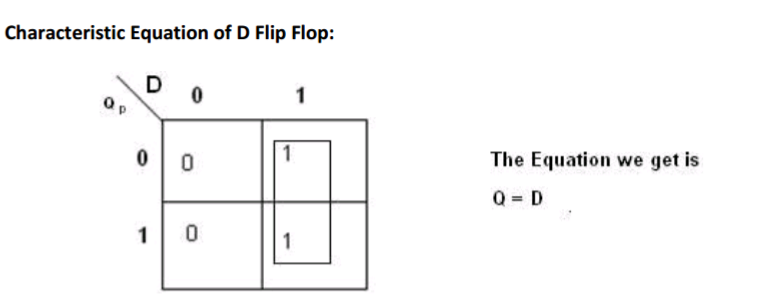 Characteristic Equation of D Flip Flop:
D
Qp
0 1
0 0 1
1 0 1
The Equation we get is
Q = D